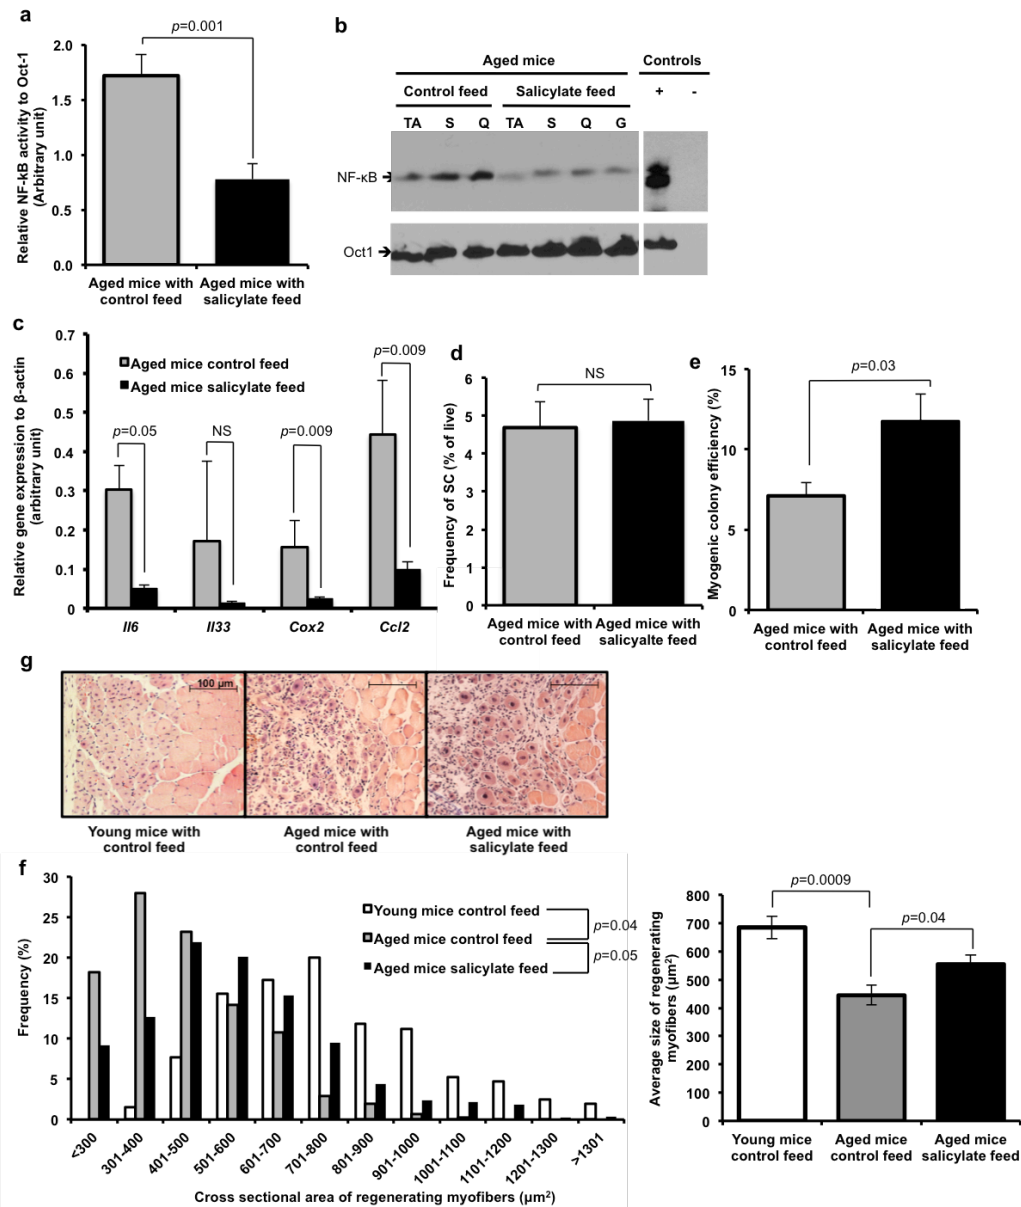 a
p=0.001
Relative NF-kB activity to Oct-1
(Arbitrary unit)
2.0
1.5
1.0
0.5
0.0
Aged mice with
control feed
Aged mice with
salicylate feed
b
Aged mice
Controls
Control feed
Salicylate feed
+
-
TA S Q TA S Q G
NF-κB
Oct1
c
Relative gene expression to β-actin
(arbitrary unit)
0.7
0.6
0.5
0.4
0.3
0.2
0.1
0
Aged mice control feed
Aged mice salicylate feed
p=0.05
NS
p=0.009
p=0.009
Il6
Il33
Cox2
Ccl2
d
NS
Frequency of SC (% of live)
6
5
4
3
2
1
0
Aged mice with
control feed
Aged mice with
salicyalte feed
e
p=0.03
Myogenic colony efficiency (%)
15
10
5
0
Aged mice with
control feed
Aged mice with
salicylate feed
g
100 µm
Young mice with
control feed
Aged mice with
control feed
Aged mice with
salicylate feed
f
Frequency (%)
30
25
20
15
10
5
0
Young mice control feed
Aged mice control feed
Aged mice salicylate feed
p=0.04
p=0.05
<300
301-400
401-500
501-600
601-700
701-800
801-900
901-1000
1001-1100
1101-1200
1201-1300
>1301
Cross sectional area of regenerating myofibers (µm²)
Average size of regenerating
myofibers (µm²)
800
700
600
500
400
300
200
100
0
p=0.0009
p=0.04
Young mice
control feed
Aged mice
control feed
Aged mice
salicylate feed